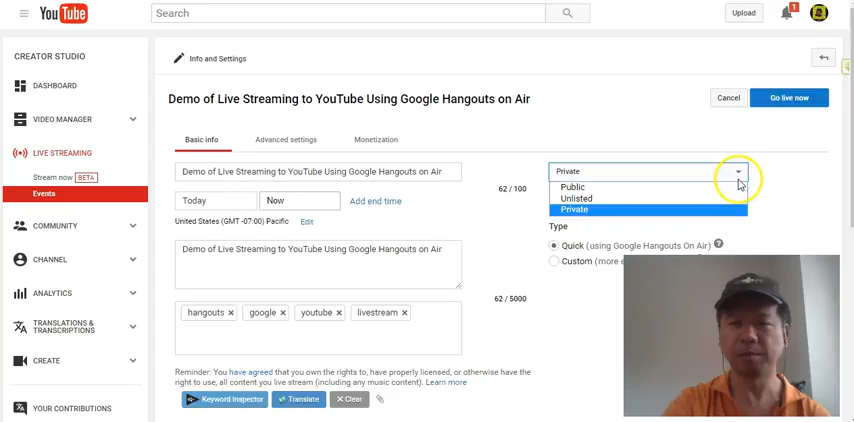 YouTube
Search
Upload
1
CREATOR STUDIO
DASHBOARD
VIDEO MANAGER
LIVE STREAMING
Stream now BETA
Events
COMMUNITY
CHANNEL
ANALYTICS
TRANSLATIONS &
TRANSCRIPTIONS
CREATE
YOUR CONTRIBUTIONS
Info and Settings
Demo of Live Streaming to YouTube Using Google Hangouts on Air
Cancel
Go live now
Basic info
Advanced settings
Monetization
Demo of Live Streaming to YouTube Using Google Hangouts on Air
62 / 100
Today
Now
Add end time
United States (GMT -07:00) Pacific
Edit
Demo of Live Streaming to YouTube Using Google Hangouts on Air
62 / 5000
hangouts
google
youtube
livestream
Reminder: You have agreed that you own the rights to, have properly licensed, or otherwise have the
right to use, all content you live stream (including any music content). Learn more
Keyword Inspector
Translate
Clear
Private
Public
Unlisted
Private
Type
Quick (using Google Hangouts On Air)
?
Custom (more